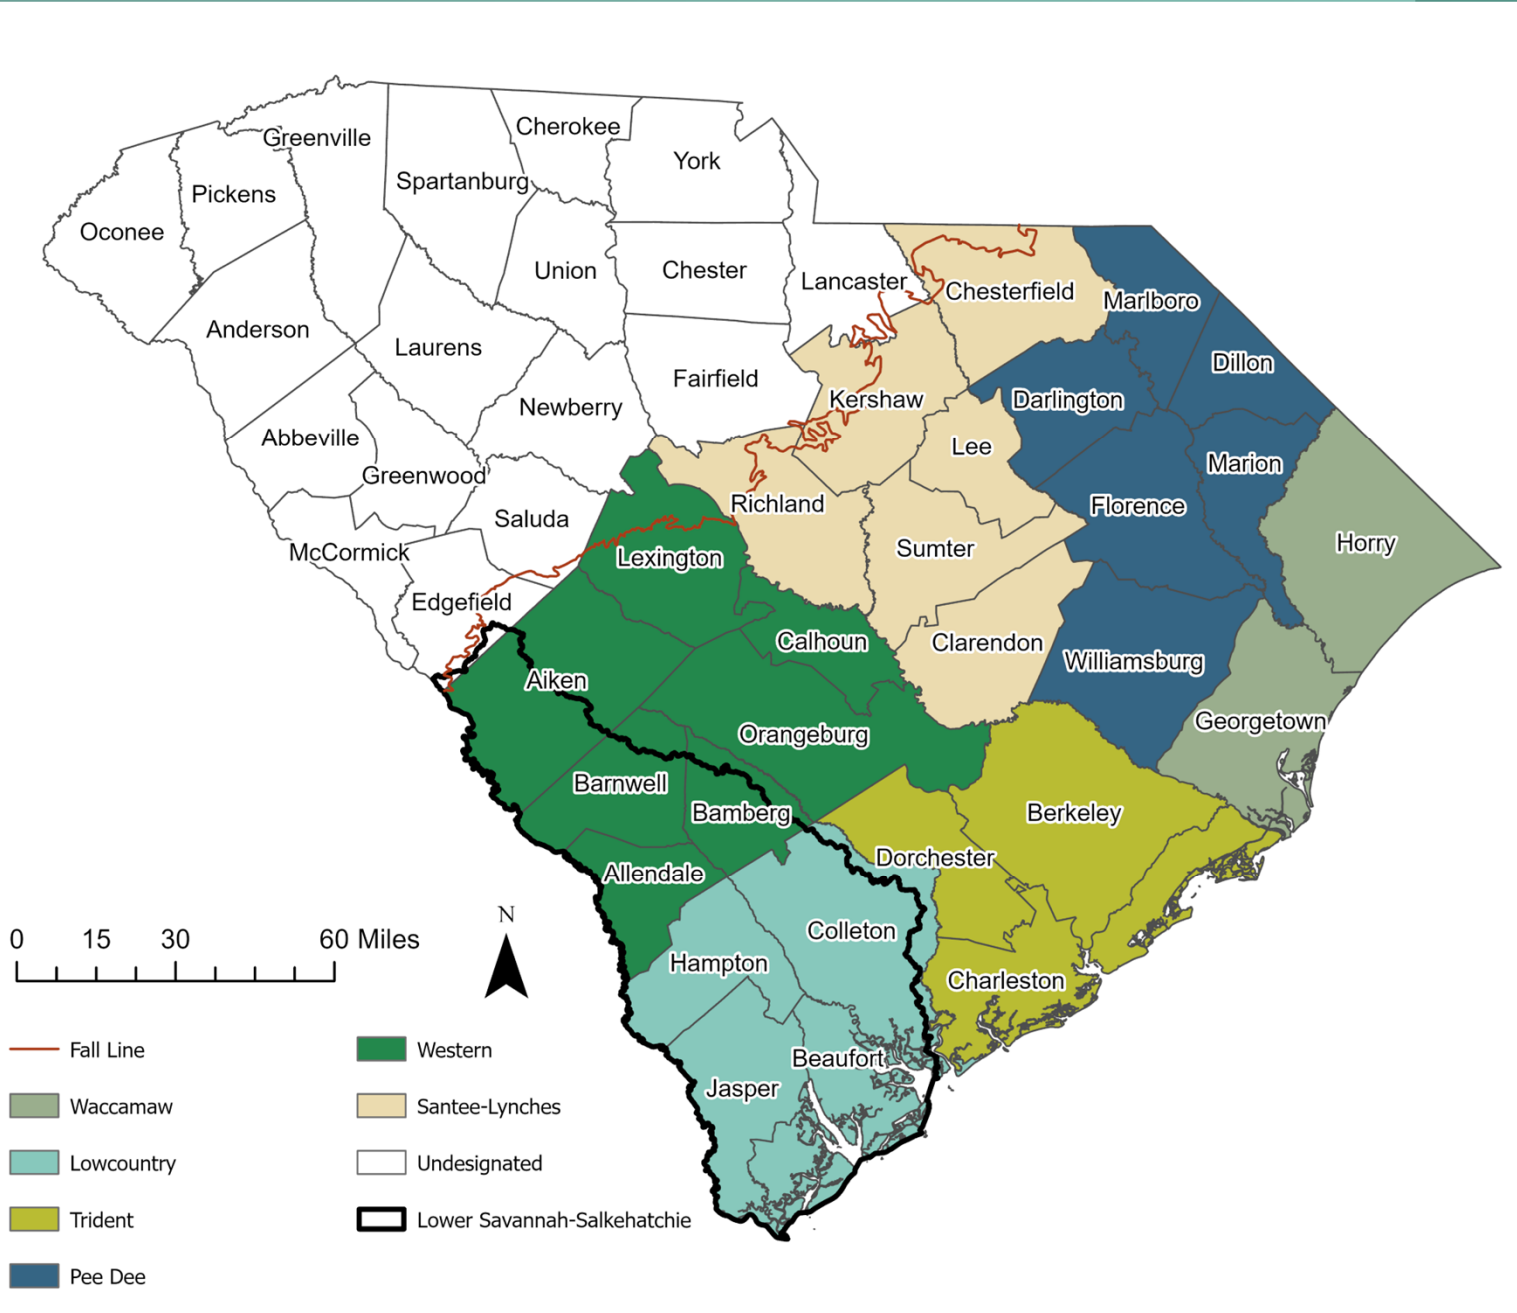 Greenville
Cherokee
York
Spartanburg
Pickens
Oconee
Union
Chester
Lancaster
Chesterfield
Marlboro
Anderson
Laurens
Dillon
Fairfield
Kershaw
Darlington
Newberry
Abbeville
Lee
Marion
Greenwood
Richland
Florence
Saluda
Horry
Sumter
McCormick
Lexington
Edgefield
Calhoun
Clarendon
Williamsburg
Aiken
Georgetown
Orangeburg
Barnwell
Bamberg
Berkeley
Dorchester
Allendale
Colleton
Hampton
Charleston
Beaufort
Jasper
N
0 15 30 60 Miles
Fall Line
Waccamaw
Lowcountry
Trident
Pee Dee
Western
Santee-Lynches
Undesignated
Lower Savannah-Salkehatchie